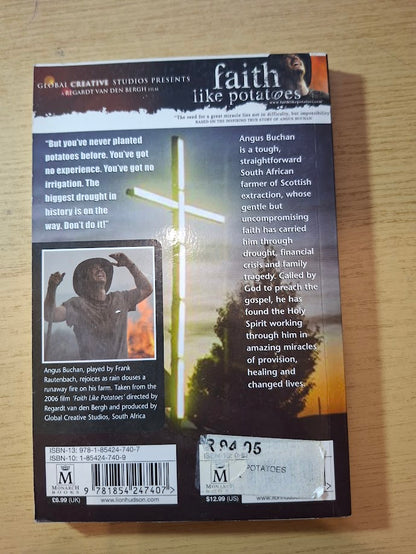 GLOBAL CREATIVE STUDIOS PRESENTS
A REGARDT VAN DEN BERGH FILM
faith
like potatoes
www.faithlikepotatoes.co.za
"The need for a great miracle lies not in difficulty, but impossibility"
BASED ON THE INSPIRING TRUE STORY OF ANGUS BUCHAN
"But you've never planted
potatoes before. You've got
no experience. You've got no
irrigation. The
biggest drought in
history is on the
way. Don't do it!"
Angus Buchan
is a tough,
straightforward
South African
farmer of Scottish
extraction, whose
gentle but
uncompromising
faith has carried
him through
drought, financial
crisis and family
tragedy. Called by
God to preach the
gospel, he has
found the Holy
Spirit working
through him in
amazing miracles
of provision,
healing and
changed lives.
Angus Buchan, played by Frank
Rautenbach, rejoices as rain douses a
runaway fire on his farm. Taken from the
2006 film 'Faith Like Potatoes' directed by
Regardt van den Bergh and produced by
Global Creative Studios, South Africa
ISBN-13: 978-1-85424-740-7
ISBN-10: 1-85424-740-9
M
MONARCH
BOOKS
£6.99 (UK)
9 781854 247407 >
www.lionhudson.com
R 94.95
POTATOES
M
$12.99 (US)